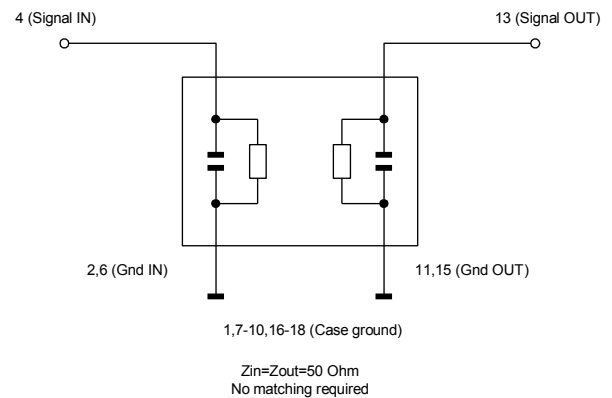 4 (Signal IN)
13 (Signal OUT)
2,6 (Gnd IN)
11,15 (Gnd OUT)
1,7-10,16-18 (Case ground)
Zin=Zout=50 Ohm
No matching required